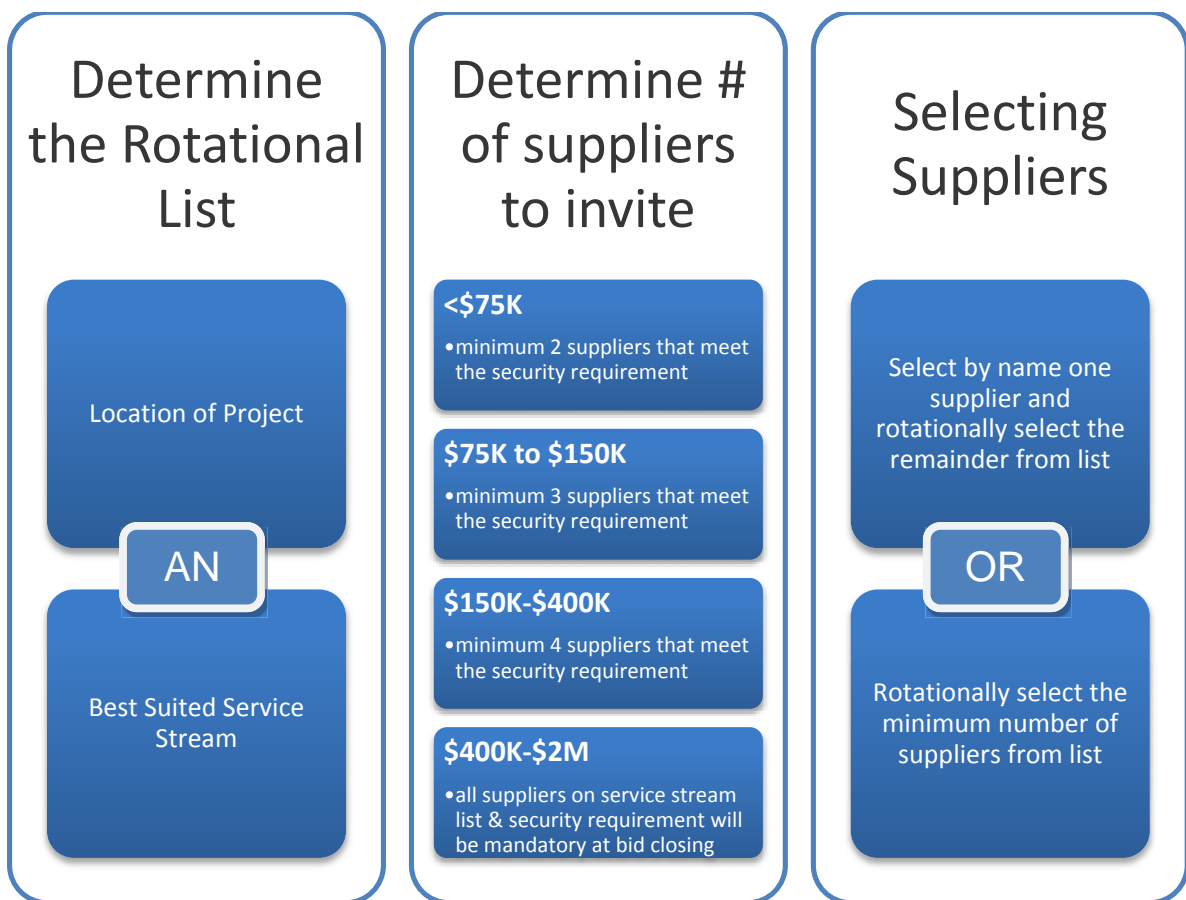 Determine
the Rotational
List
Location of Project
AN
Best Suited Service
Stream
Determine #
of suppliers
to invite
<$75K
•minimum 2 suppliers that meet
the security requirement
$75K to $150K
•minimum 3 suppliers that meet
the security requirement
$150K-$400K
•minimum 4 suppliers that meet
the security requirement
$400K-$2M
•all suppliers on service stream
list & security requirement will
be mandatory at bid closing
Selecting
Suppliers
Select by name one
supplier and
rotationally select the
remainder from list
OR
Rotationally select the
minimum number of
suppliers from list